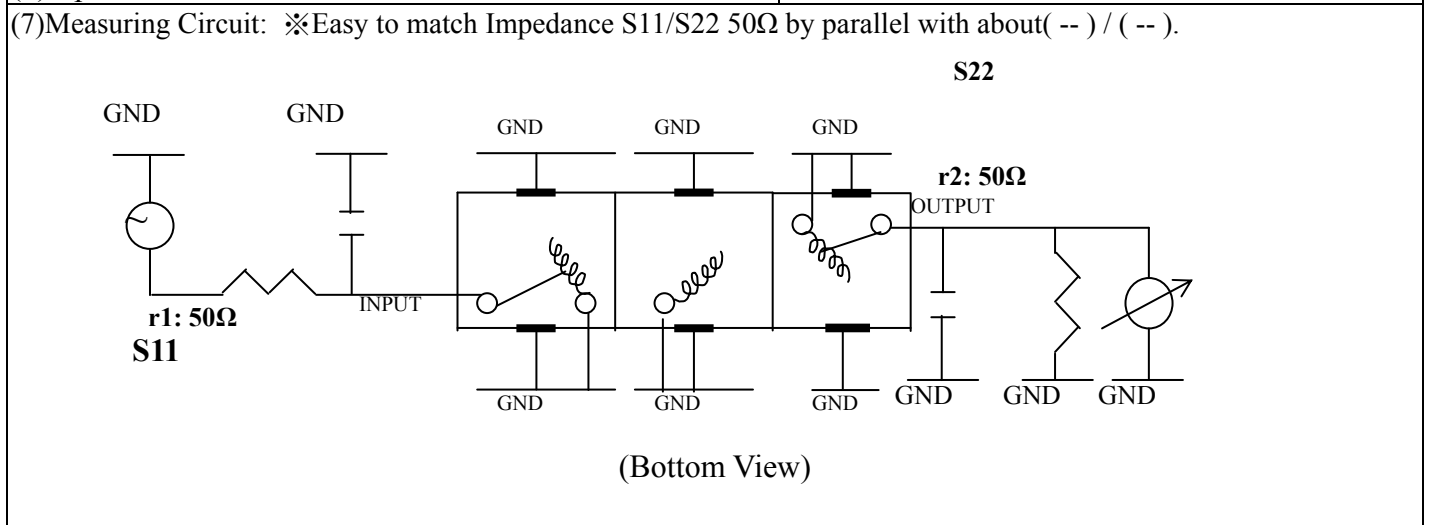 (7)Measuring Circuit: ※Easy to match Impedance S11/S22 50Ω by parallel with about( -- ) / ( -- ).
S22
GND GND GND GND GND
r2: 50Ω
OUTPUT
INPUT
r1: 50Ω
S11
GND GND GND GND GND GND
(Bottom View)